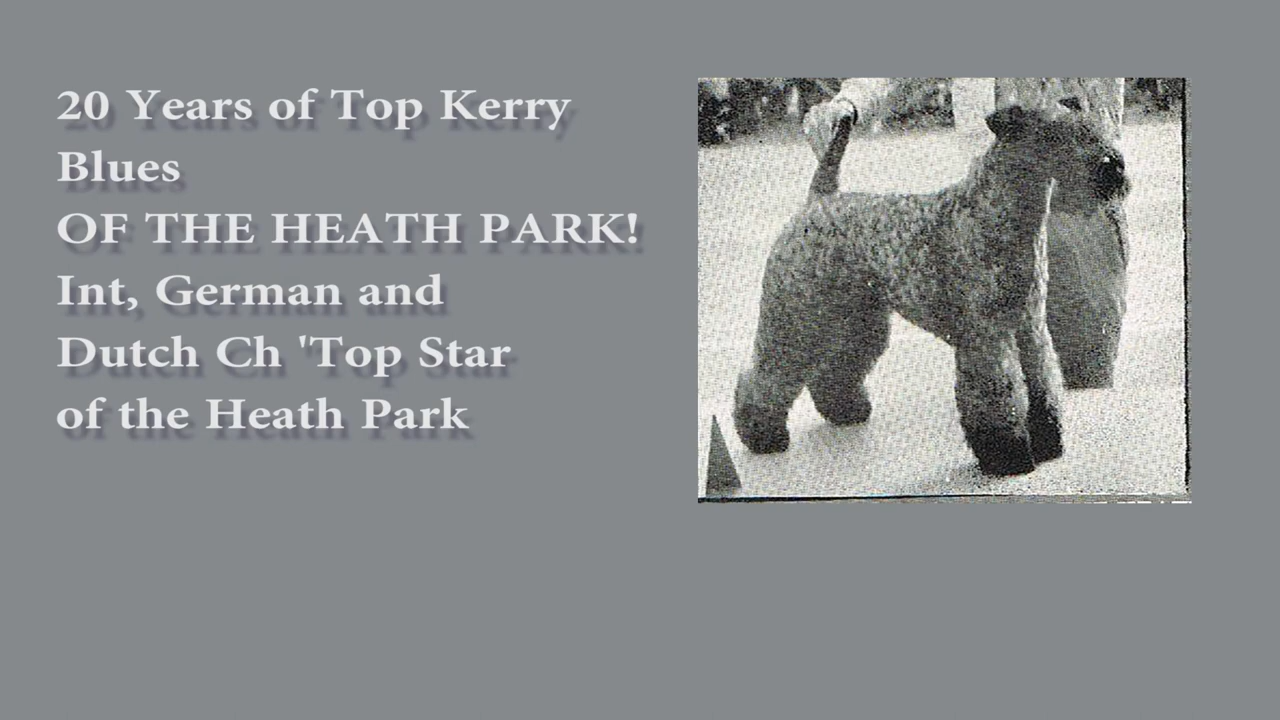 20 Years of Top Kerry
Blues
OF THE HEATH PARK!
Int, German and
Dutch Ch 'Top Star
of the Heath Park